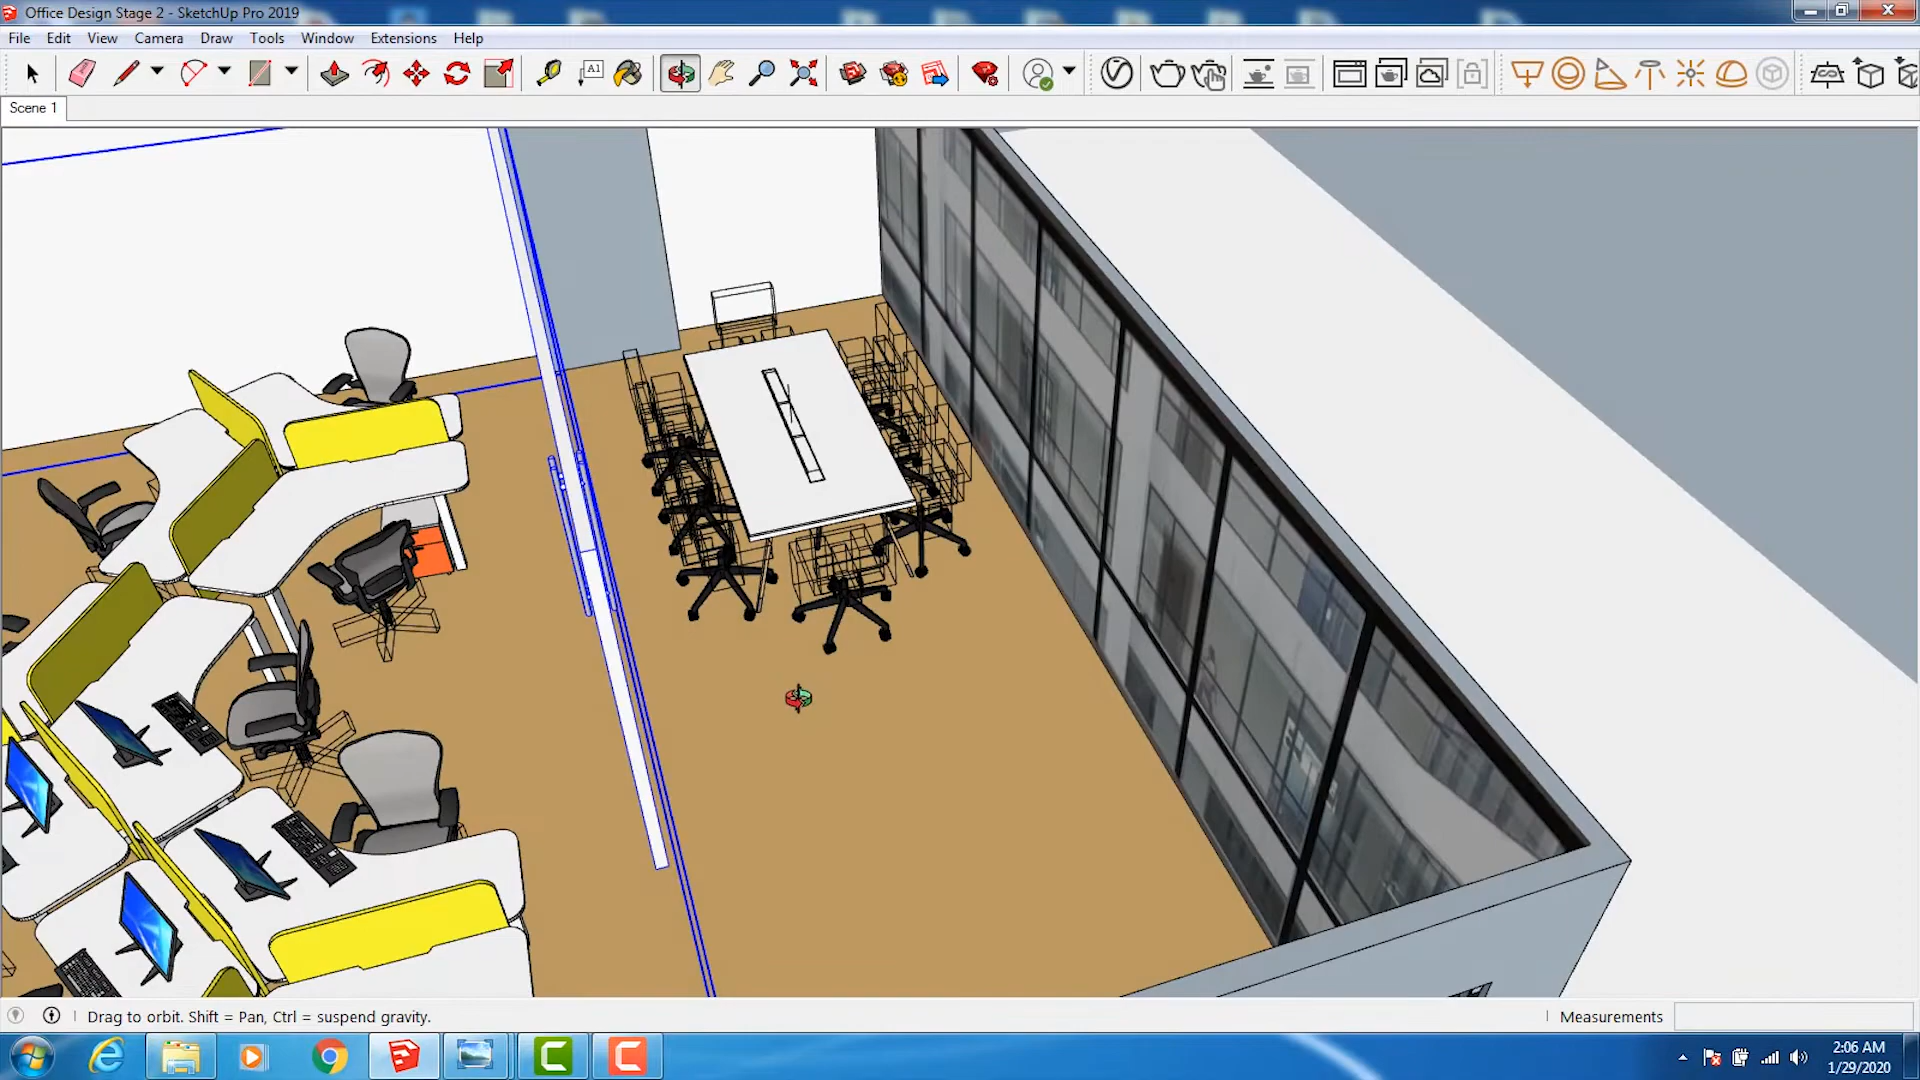 Office Design Stage 2 - SketchUp Pro 2019
File Edit View Camera Draw Tools Window Extensions Help
A1
Scene 1
Drag to orbit. Shift = Pan, Ctrl = suspend gravity.
Measurements
2:06 AM
1/29/2020